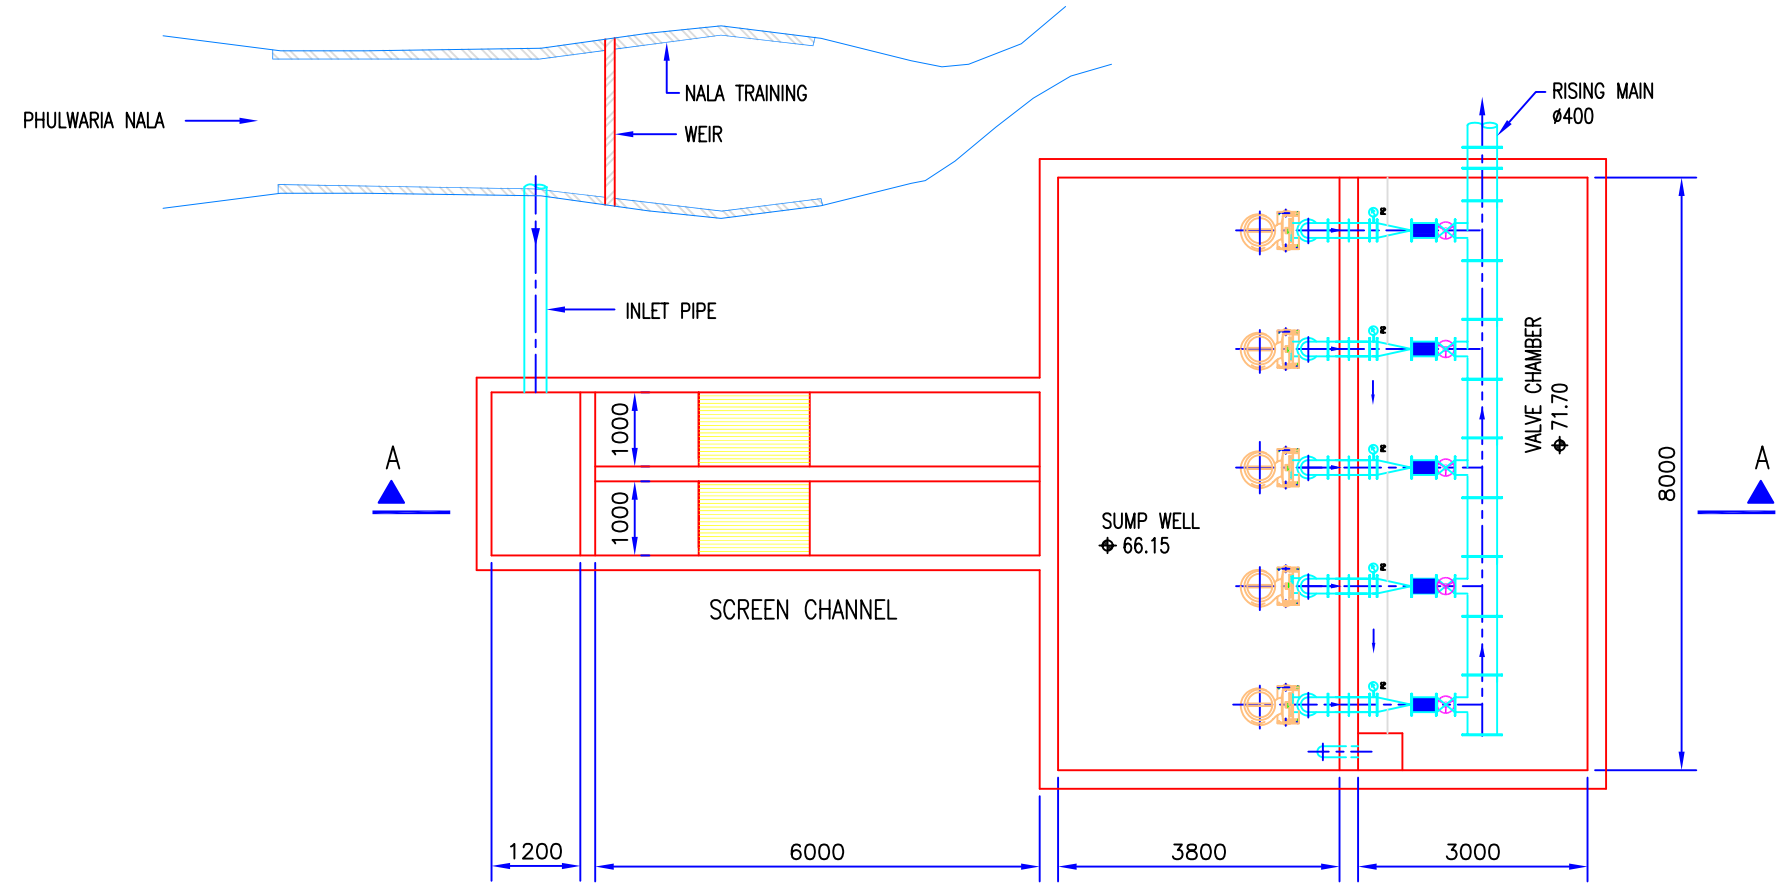 NALA TRAINING
RISING MAIN
ø400
PHULWARIA NALA
WEIR
INLET PIPE
VALVE CHAMBER
71.70
1000
1000
A
A
8000
SUMP WELL
66.15
SCREEN CHANNEL
1200
6000
3800
3000